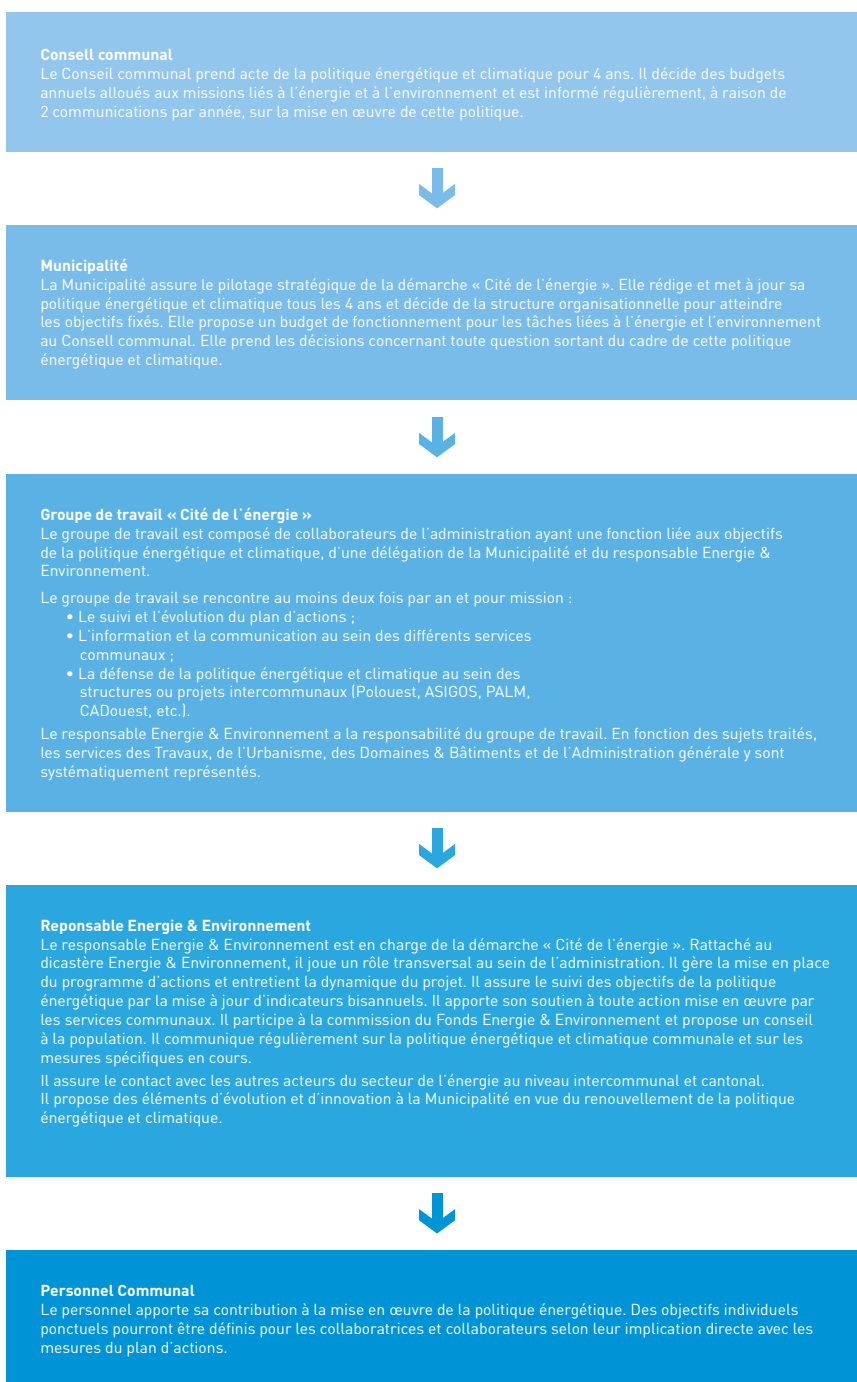 Consell communal
Le Conseil communal prend acte de la politique énergétique et climatique pour 4 ans. Il décide des budgets
annuels alloués aux missions liés à l'énergie et à l'environnement et est informé régulièrement, à raison de
2 communications par année, sur la mise en œuvre de cette politique.
Municipalité
La Municipalité assure le pilotage stratégique de la démarche « Cité de l'énergie ». Elle rédige et met à jour sa
politique énergétique et climatique tous les 4 ans et décide de la structure organisationnelle pour atteindre
les objectifs fixés. Elle propose un budget de fonctionnement pour les tâches liées à l'énergie et l'environnement
au Consell communal. Elle prend les décisions concernant toute question sortant du cadre de cette politique
énergétique et climatique.
Groupe de travail « Cité de l'énergie »
Le groupe de travail est composé de collaborateurs de l'administration ayant une fonction liée aux objectifs
de la politique énergétique et climatique, d'une délégation de la Municipalité et du responsable Energie &
Environnement.
Le groupe de travail se rencontre au moins deux fois par an et pour mission :
• Le suivi et l'évolution du plan d'actions ;
• L'information et la communication au sein des différents services
communaux ;
• La défense de la politique énergétique et climatique au sein des
structures ou projets intercommunaux (Polouest, ASIGOS, PALM,
CADouest, etc.).
Le responsable Energie & Environnement a la responsabilité du groupe de travail. En fonction des sujets traités,
les services des Travaux, de l'Urbanisme, des Domaines & Bâtiments et de l'Administration générale y sont
systématiquement représentés.
Reponsable Energie & Environnement
Le responsable Energie & Environnement est en charge de la démarche « Cité de l'énergie ». Rattaché au
dicastère Energie & Environnement, il joue un rôle transversal au sein de l'administration. Il gère la mise en place
du programme d'actions et entretient la dynamique du projet. Il assure le suivi des objectifs de la politique
énergétique par la mise à jour d'indicateurs bisannuels. Il apporte son soutien à toute action mise en œuvre par
les services communaux. Il participe à la commission du Fonds Energie & Environnement et propose un conseil
à la population. Il communique régulièrement sur la politique énergétique et climatique communale et sur les
mesures spécifiques en cours.
Il assure le contact avec les autres acteurs du secteur de l'énergie au niveau intercommunal et cantonal.
Il propose des éléments d'évolution et d'innovation à la Municipalité en vue du renouvellement de la politique
énergétique et climatique.
Personnel Communal
Le personnel apporte sa contribution à la mise en œuvre de la politique énergétique. Des objectifs individuels
ponctuels pourront être définis pour les collaboratrices et collaborateurs selon leur implication directe avec les
mesures du plan d'actions.